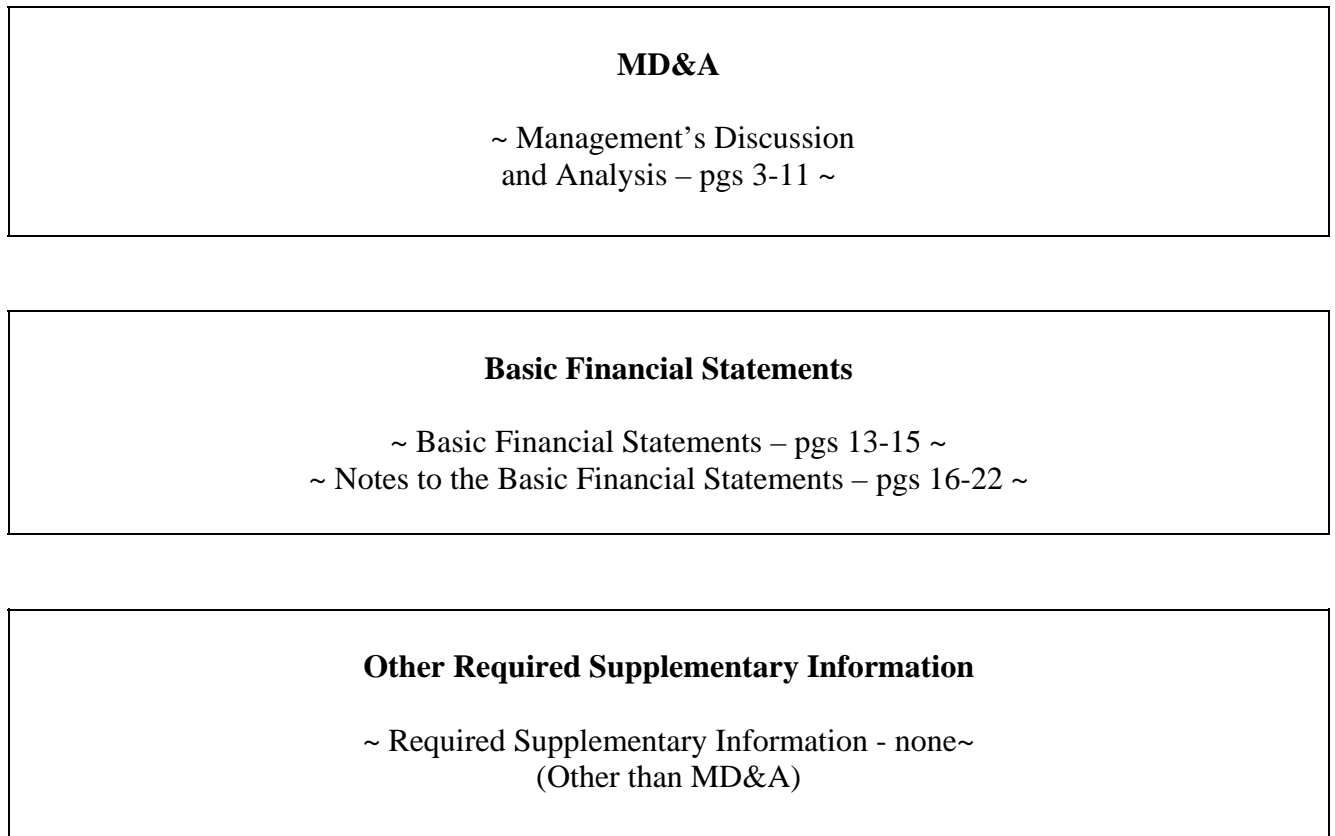 MD&A
~ Management’s Discussion
and Analysis – pgs 3-11 ~
Basic Financial Statements
~ Basic Financial Statements – pgs 13-15 ~
~ Notes to the Basic Financial Statements – pgs 16-22 ~
Other Required Supplementary Information
~ Required Supplementary Information - none~
(Other than MD&A)